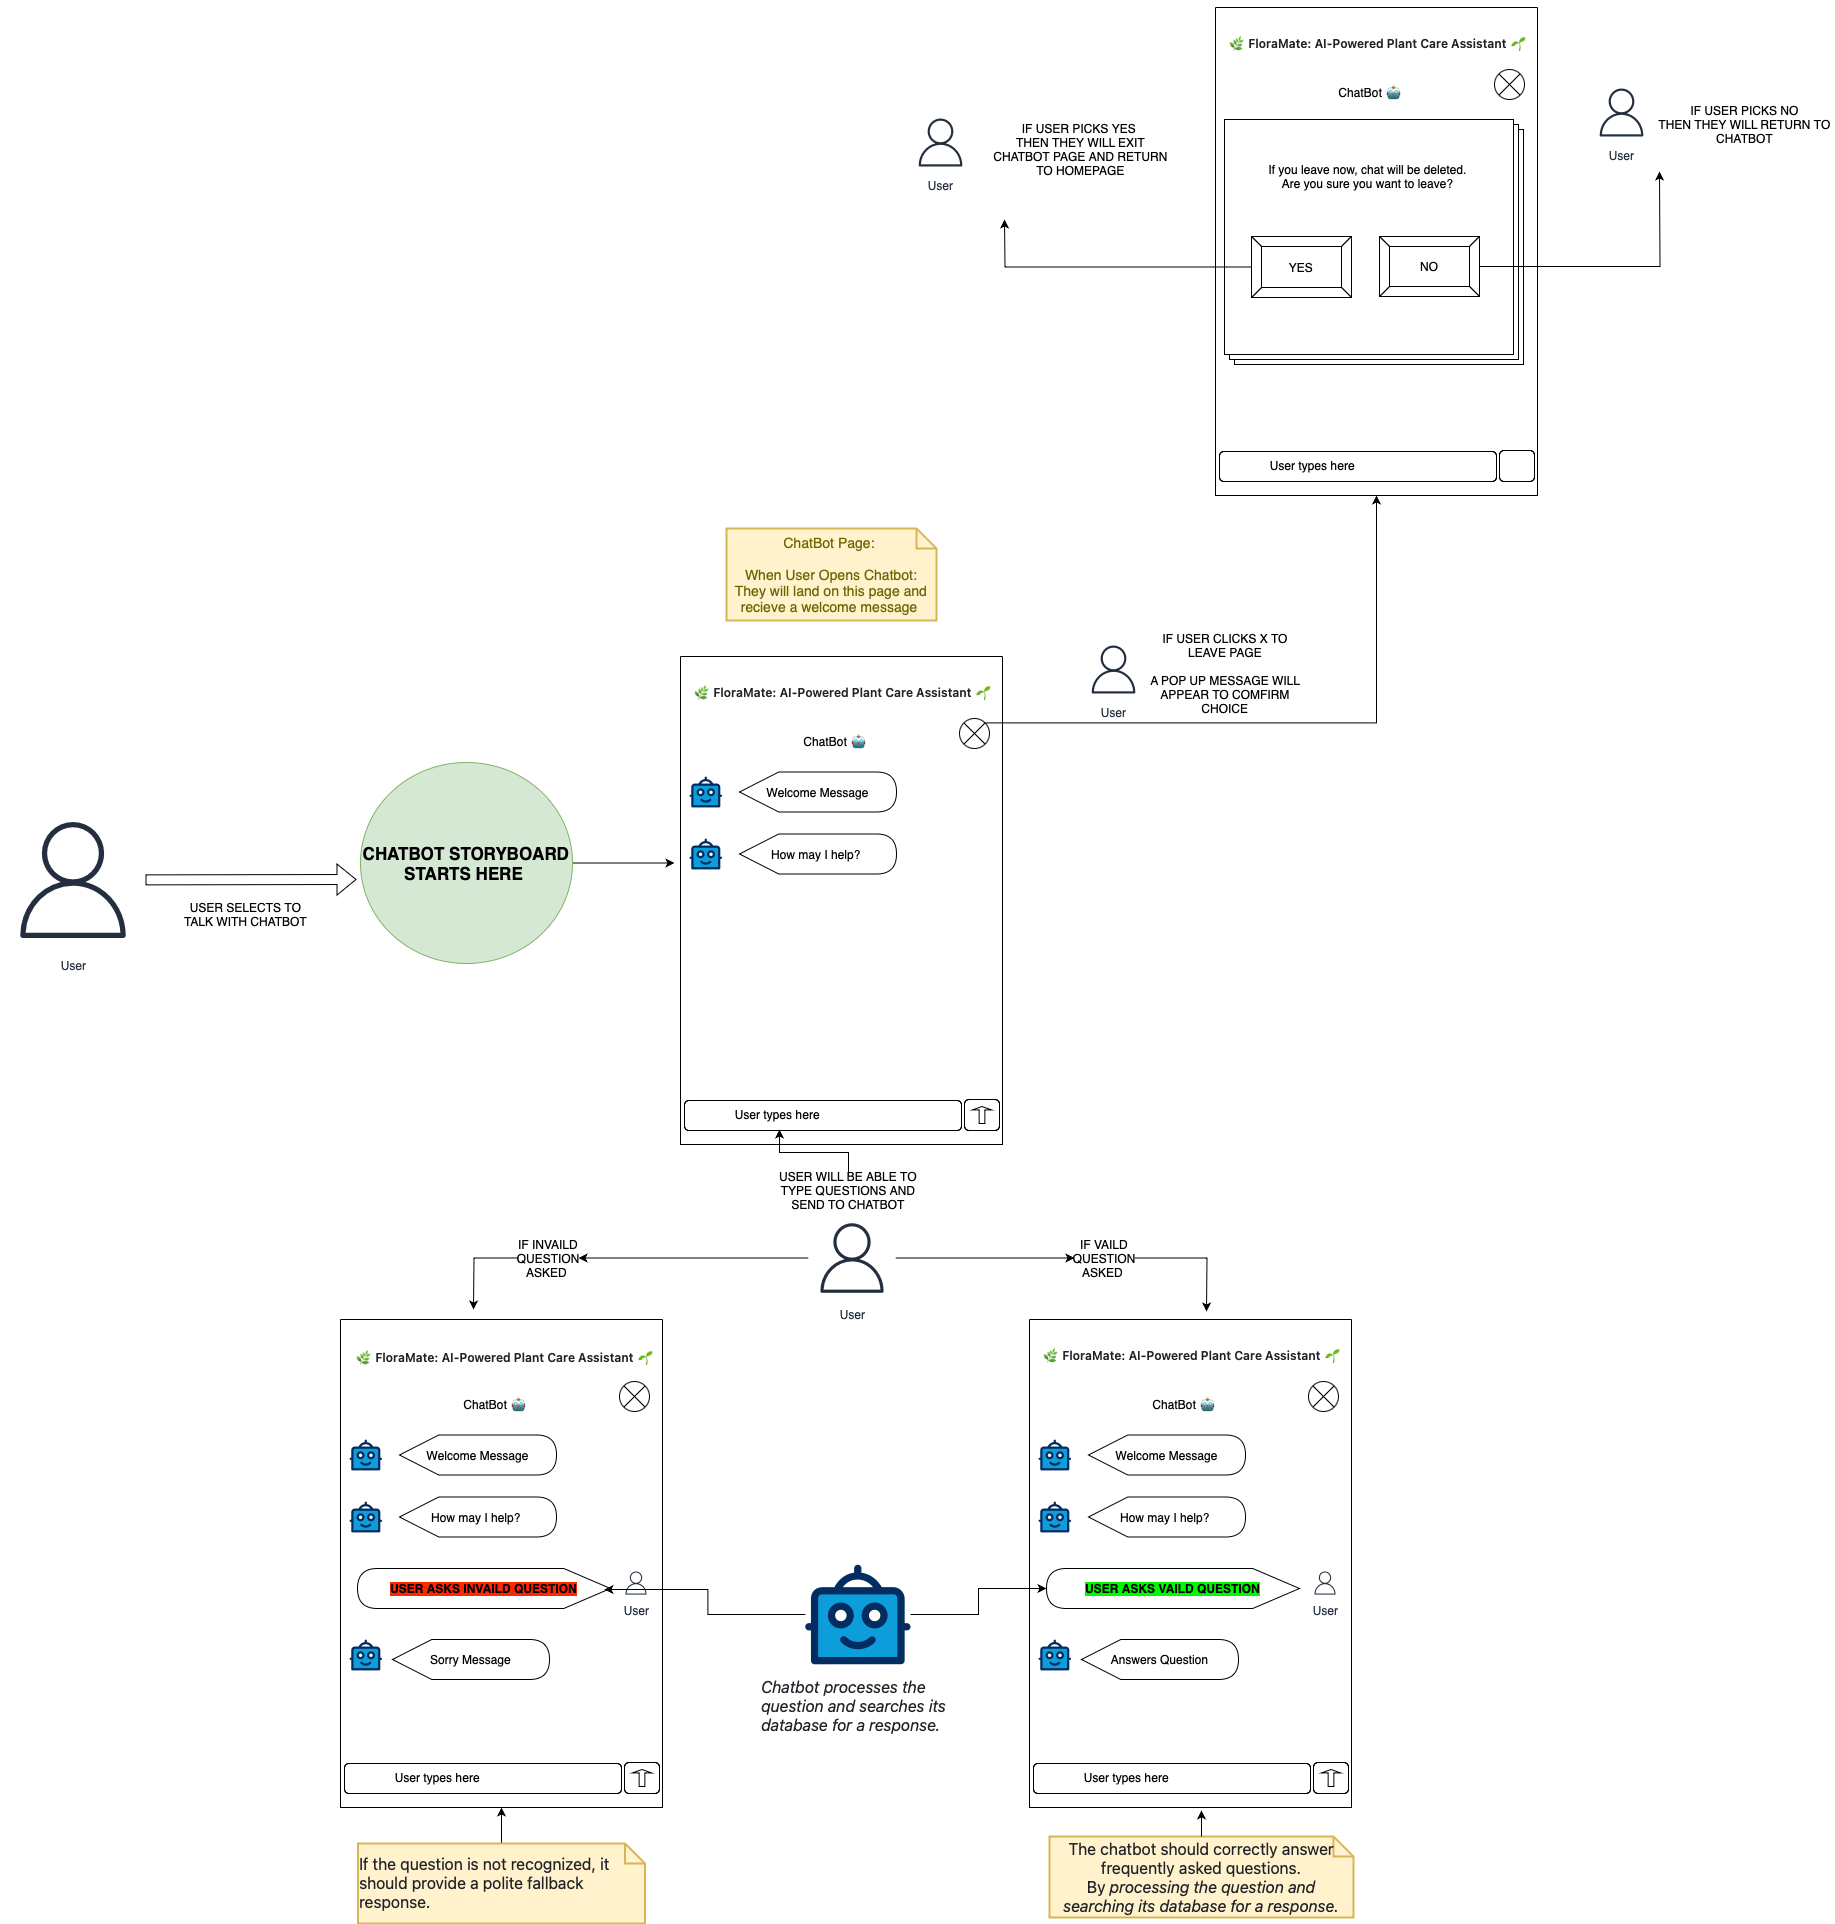 🌿 FloraMate: AI-Powered Plant Care Assistant 🌱
ChatBot 🤖
If you leave now, chat will be deleted.
Are you sure you want to leave?
YES
NO
User types here
IF USER PICKS YES
THEN THEY WILL EXIT
CHATBOT PAGE AND RETURN
TO HOMEPAGE
User
IF USER PICKS NO
THEN THEY WILL RETURN TO
CHATBOT
User
ChatBot Page:
When User Opens Chatbot:
They will land on this page and
recieve a welcome message
IF USER CLICKS X TO
LEAVE PAGE
A POP UP MESSAGE WILL
APPEAR TO COMFIRM
CHOICE
User
🌿 FloraMate: AI-Powered Plant Care Assistant 🌱
ChatBot 🤖
Welcome Message
How may I help?
User types here
CHATBOT STORYBOARD
STARTS HERE
USER SELECTS TO
TALK WITH CHATBOT
User
USER WILL BE ABLE TO
TYPE QUESTIONS AND
SEND TO CHATBOT
User
IF INVAILD
QUESTION
ASKED
IF VAILD
QUESTION
ASKED
🌿 FloraMate: AI-Powered Plant Care Assistant 🌱
ChatBot 🤖
Welcome Message
How may I help?
USER ASKS INVAILD QUESTION
User
Sorry Message
User types here
Chatbot processes the
question and searches its
database for a response.
🌿 FloraMate: AI-Powered Plant Care Assistant 🌱
ChatBot 🤖
Welcome Message
How may I help?
USER ASKS VAILD QUESTION
User
Answers Question
User types here
If the question is not recognized, it
should provide a polite fallback
response.
The chatbot should correctly answer
frequently asked questions.
By processing the question and
searching its database for a response.